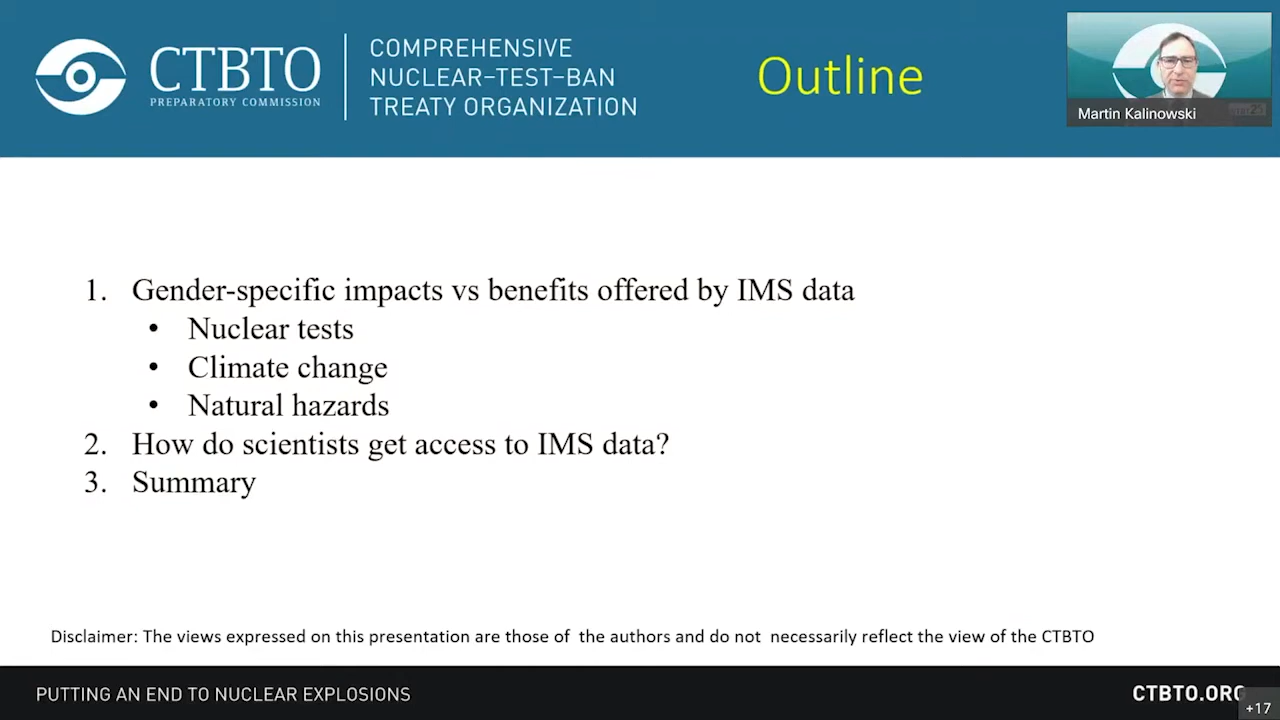 CTBTO
PREPARATORY COMMISSION
COMPREHENSIVE
NUCLEAR-TEST-BAN
TREATY ORGANIZATION
Outline
Martin Kalinowski
1. Gender-specific impacts vs benefits offered by IMS data
• Nuclear tests
• Climate change
• Natural hazards
2. How do scientists get access to IMS data?
3. Summary
Disclaimer: The views expressed on this presentation are those of the authors and do not necessarily reflect the view of the CTBTO
PUTTING AN END TO NUCLEAR EXPLOSIONS
CTBTO.ORG
+17